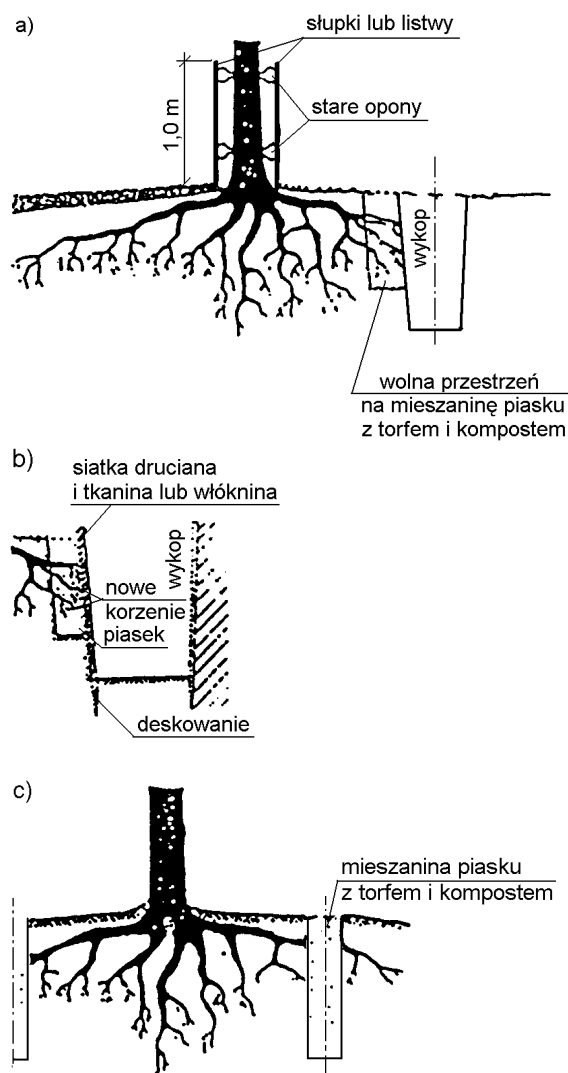 a)
słupki lub listwy
stare opony
1,0 m
wykop
wolna przestrzeń
na mieszaninę piasku
z torfem i kompostem
b)
siatka druciana
i tkanina lub włóknina
wykop
nowe
korzenie
piasek
deskowanie
c)
mieszanina piasku
z torfem i kompostem